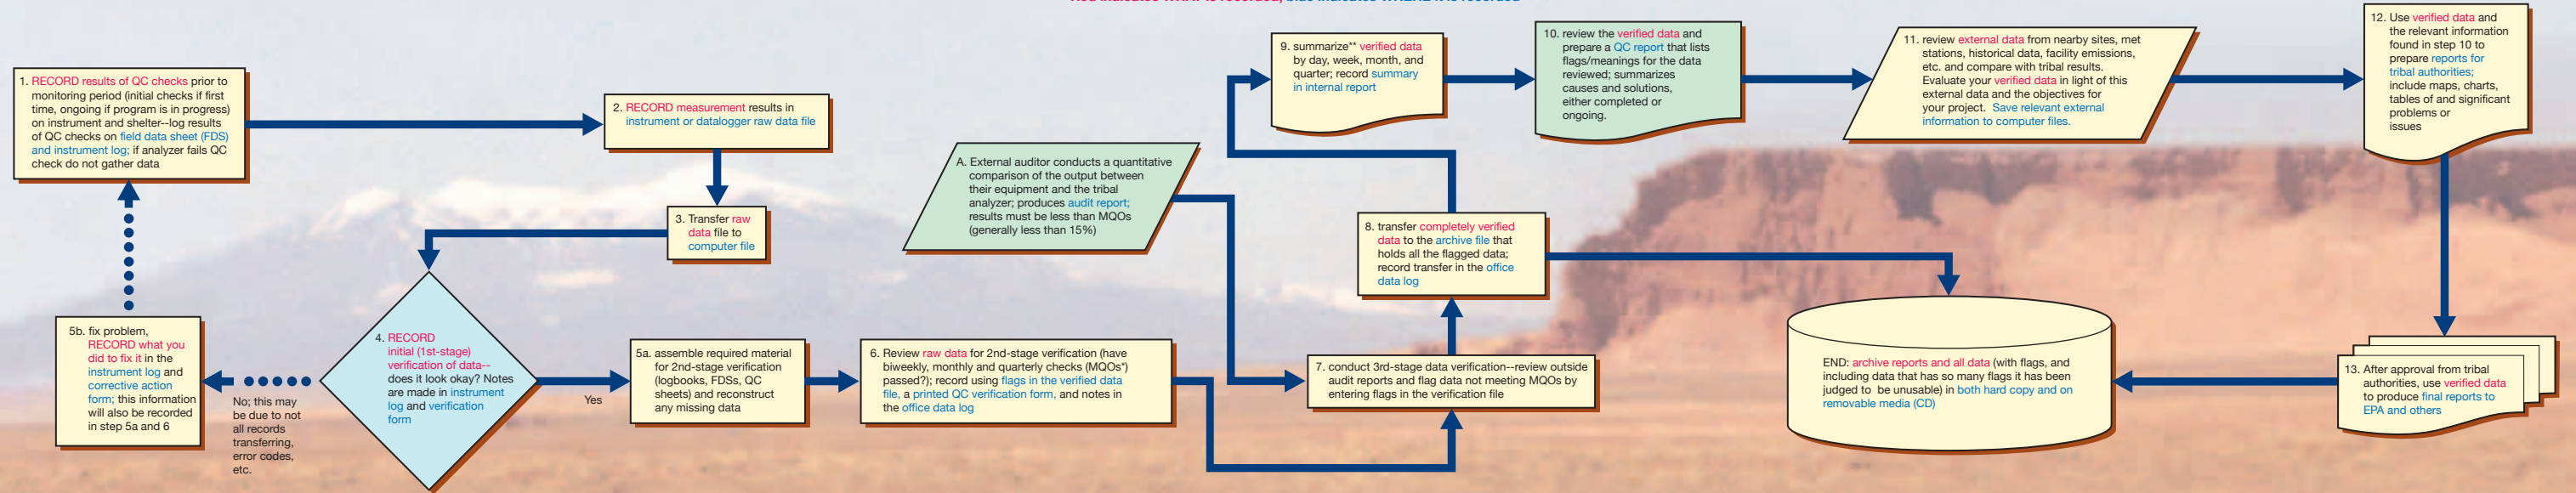 Red indicates WHAT is recorded; blue indicates WHERE it is recorded
1. RECORD results of QC checks prior to
monitoring period (initial checks if first
time, ongoing if program is in progress)
on instrument and shelter--log results
of QC checks on field data sheet (FDS)
and instrument log; if analyzer fails QC
check do not gather data
2. RECORD measurement results in
instrument or datalogger raw data file
3. Transfer raw
data file to
computer file
4. RECORD
initial (1st-stage)
verification of data--
does it look okay? Notes
are made in instrument
log and verification
form
No; this may
be due to not
all records
transferring,
error codes,
etc.
5b. fix problem,
RECORD what you
did to fix it in the
instrument log and
corrective action
form; this information
will also be recorded
in step 5a and 6
Yes
5a. assemble required material
for 2nd-stage verification
(logbooks, FDSs, QC
sheets) and reconstruct
any missing data
6. Review raw data for 2nd-stage verification (have
biweekly, monthly and quarterly checks (MQOs*)
passed?); record using flags in the verified data
file, a printed QC verification form, and notes in
the office data log
A. External auditor conducts a quantitative
comparison of the output between
their equipment and the tribal
analyzer; produces audit report;
results must be less than MQOs
(generally less than 15%)
7. conduct 3rd-stage data verification--review outside
audit reports and flag data not meeting MQOs by
entering flags in the verification file
8. transfer completely verified
data to the archive file that
holds all the flagged data;
record transfer in the office
data log
9. summarize** verified data
by day, week, month, and
quarter; record summary
in internal report
10. review the verified data and
prepare a QC report that lists
flags/meanings for the data
reviewed; summarizes
causes and solutions,
either completed or
ongoing.
11. review external data from nearby sites, met
stations, historical data, facility emissions,
etc. and compare with tribal results.
Evaluate your verified data in light of this
external data and the objectives for
your project. Save relevant external
information to computer files.
12. Use verified data and
the relevant information
found in step 10 to
prepare reports for
tribal authorities;
include maps, charts,
tables of and significant
problems or
issues
13. After approval from tribal
authorities, use verified data
to produce final reports to
EPA and others
END: archive reports and all data (with flags, and
including data that has so many flags it has been
judged to be unusable) in both hard copy and on
removable media (CD)